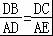 DB/AD = DC/AE